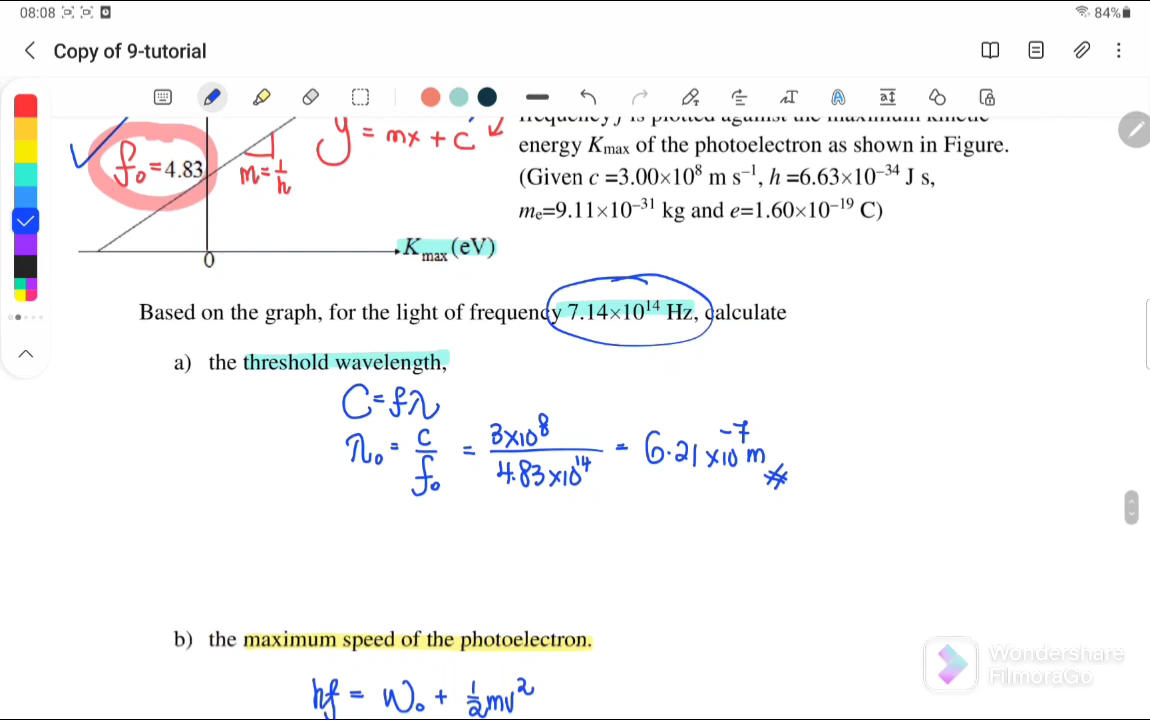 08:08 84%
Copy of 9-tutorial
f₀ = 4.83
y = mx + c
m = 1/h
energy Kmax of the photoelectron as shown in Figure.
(Given c =3.00×10⁸ m s⁻¹, h =6.63×10⁻³⁴ J s,
mₑ=9.11×10⁻³¹ kg and e=1.60×10⁻¹⁹ C)
Kmax (eV)
0
Based on the graph, for the light of frequency 7.14×10¹⁴ Hz, calculate
a) the threshold wavelength,
C = fλ
λ₀ = c/f₀ = 3×10⁸ / 4.83×10¹⁴ = 6.21×10⁻⁷ m #
b) the maximum speed of the photoelectron.
hf = W₀ + ½mv²
Wondershare
FilmoraGo